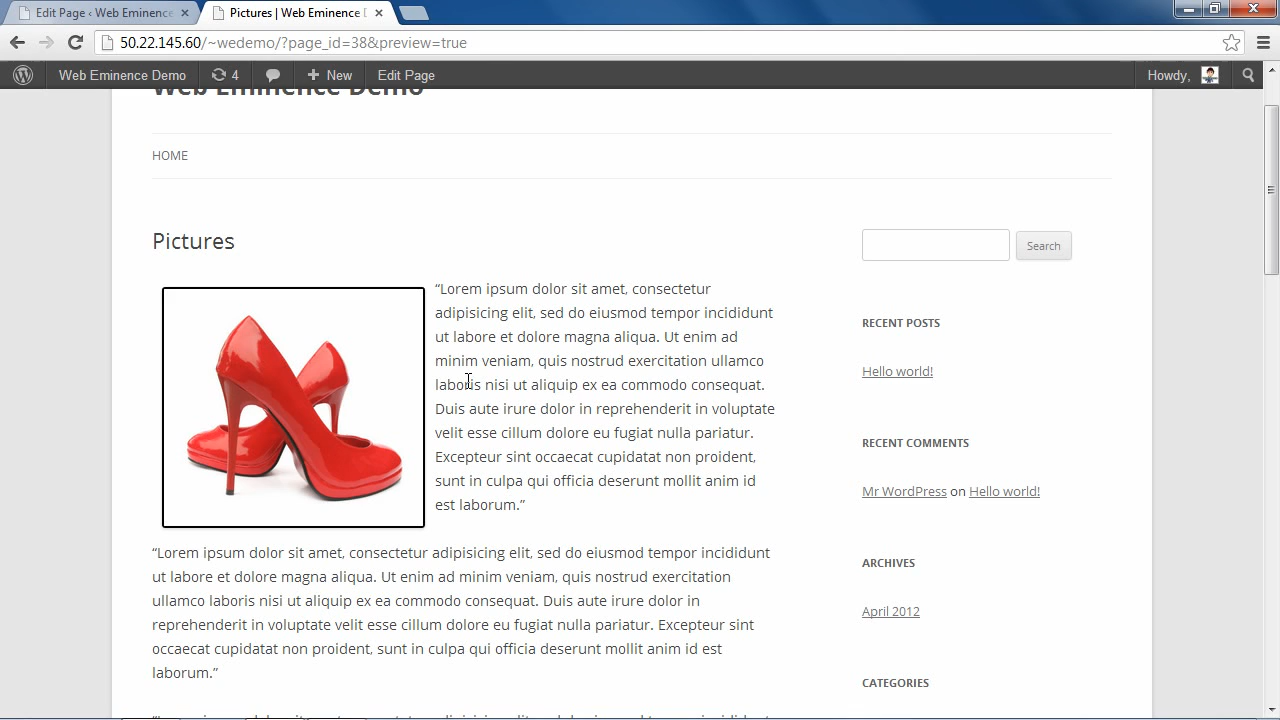 Edit Page ‹ Web Eminence
Pictures | Web Eminence
50.22.145.60/~wedemo/?page_id=38&preview=true
Web Eminence Demo 4 New Edit Page Howdy,
Web Eminence Demo
HOME
Pictures
Search
“Lorem ipsum dolor sit amet, consectetur
adipisicing elit, sed do eiusmod tempor incididunt
ut labore et dolore magna aliqua. Ut enim ad
minim veniam, quis nostrud exercitation ullamco
laboris nisi ut aliquip ex ea commodo consequat.
Duis aute irure dolor in reprehenderit in voluptate
velit esse cillum dolore eu fugiat nulla pariatur.
Excepteur sint occaecat cupidatat non proident,
sunt in culpa qui officia deserunt mollit anim id
est laborum.”
“Lorem ipsum dolor sit amet, consectetur adipisicing elit, sed do eiusmod tempor incididunt
ut labore et dolore magna aliqua. Ut enim ad minim veniam, quis nostrud exercitation
ullamco laboris nisi ut aliquip ex ea commodo consequat. Duis aute irure dolor in
reprehenderit in voluptate velit esse cillum dolore eu fugiat nulla pariatur. Excepteur sint
occaecat cupidatat non proident, sunt in culpa qui officia deserunt mollit anim id est
laborum.”
RECENT POSTS
Hello world!
RECENT COMMENTS
Mr WordPress on Hello world!
ARCHIVES
April 2012
CATEGORIES